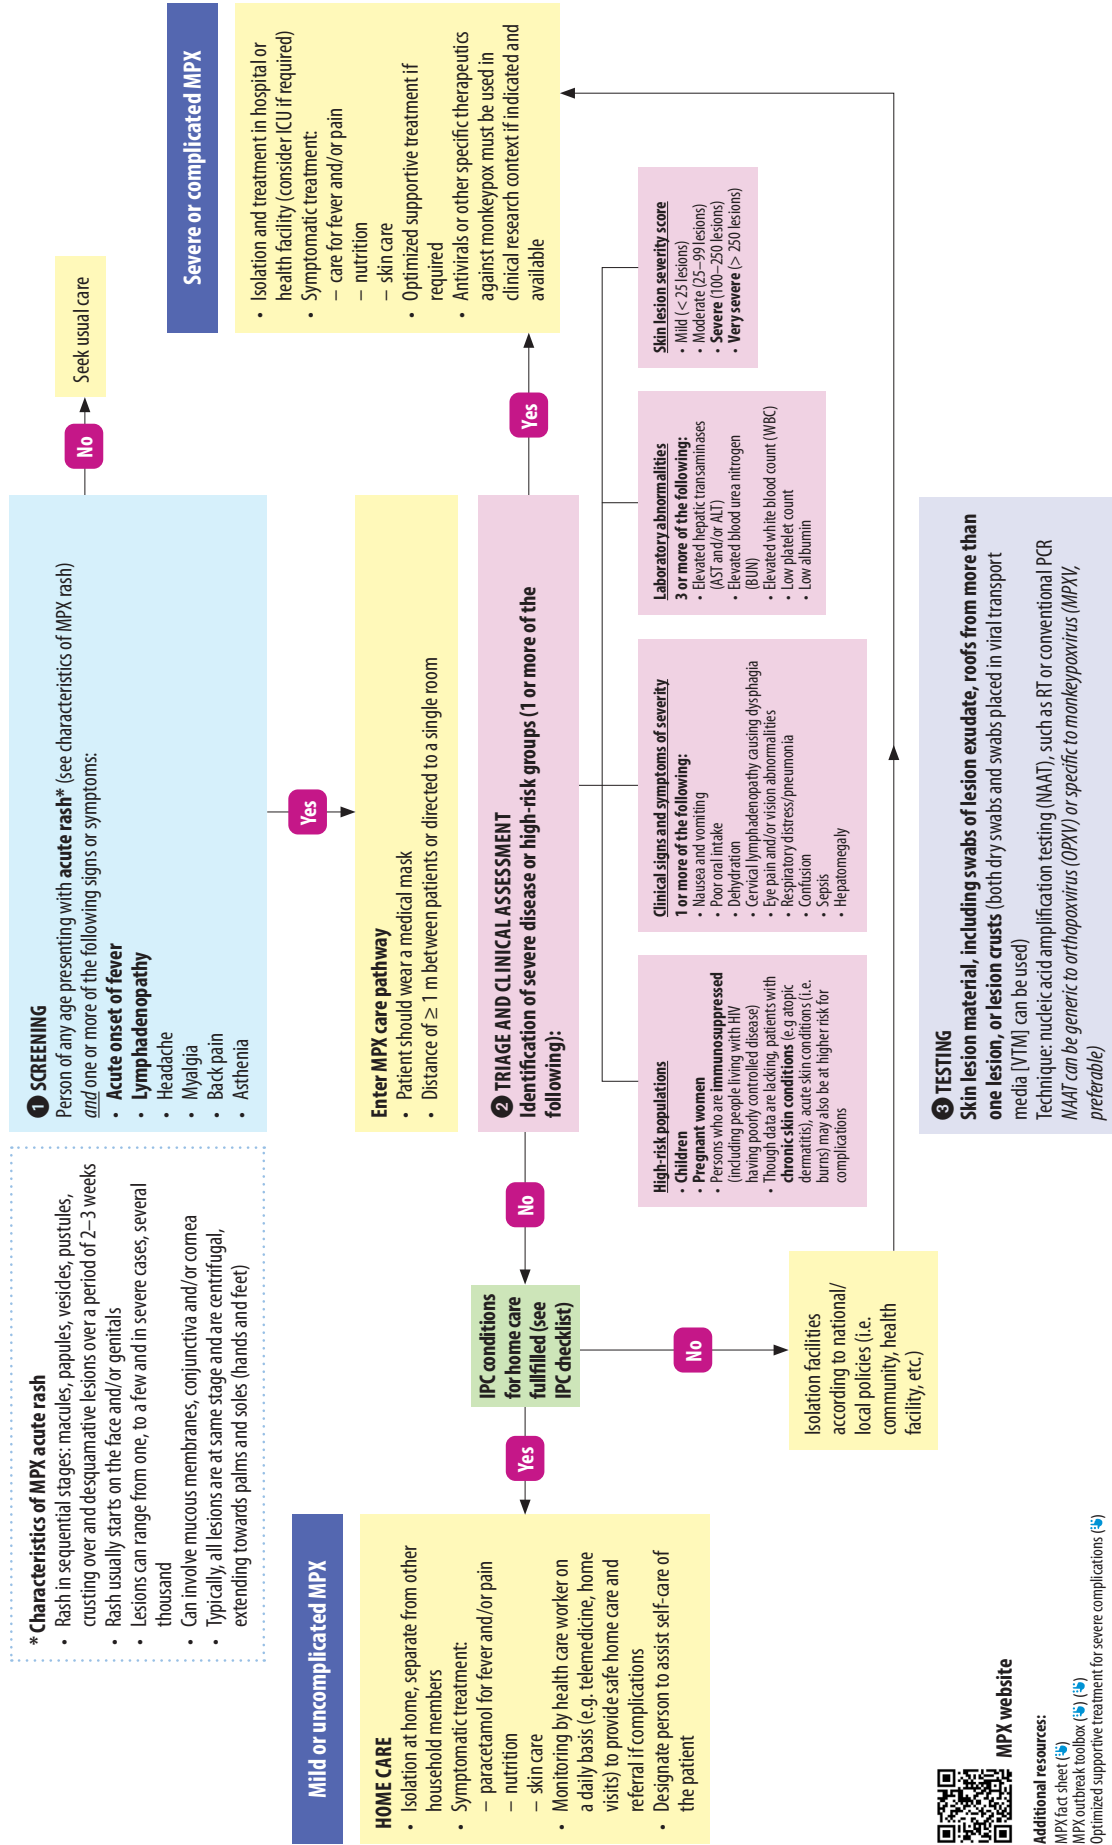 * Characteristics of MPX acute rash
• Rash in sequential stages: macules, papules, vesicles, pustules,
crusting over and desquamative lesions over a period of 2–3 weeks
• Rash usually starts on the face and/or genitals
• Lesions can range from one, to a few and in severe cases, several
thousand
• Can involve mucous membranes, conjunctiva and/or cornea
• Typically, all lesions are at same stage and are centrifugal,
extending towards palms and soles (hands and feet)
1 SCREENING
Person of any age presenting with acute rash* (see characteristics of MPX rash)
and one or more of the following signs or symptoms:
• Acute onset of fever
• Lymphadenopathy
• Headache
• Myalgia
• Back pain
• Asthenia
No
Seek usual care
Yes
Enter MPX care pathway
• Patient should wear a medical mask
• Distance of ≥ 1 m between patients or directed to a single room
2 TRIAGE AND CLINICAL ASSESSMENT
Identification of severe disease or high-risk groups (1 or more of the
following):
Yes
No
Severe or complicated MPX
• Isolation and treatment in hospital or
health facility (consider ICU if required)
• Symptomatic treatment:
– care for fever and/or pain
– nutrition
– skin care
• Optimized supportive treatment if
required
• Antivirals or other specific therapeutics
against monkeypox must be used in
clinical research context if indicated and
available
Mild or uncomplicated MPX
HOME CARE
• Isolation at home, separate from other
household members
• Symptomatic treatment:
– paracetamol for fever and/or pain
– nutrition
– skin care
• Monitoring by health care worker on
a daily basis (e.g. telemedicine, home
visits) to provide safe home care and
referral if complications
• Designate person to assist self-care of
the patient
Yes
IPC conditions
for home care
fullfilled (see
IPC checklist)
No
Isolation facilities
according to national/
local policies (i.e.
community, health
facility, etc.)
High-risk populations
• Children
• Pregnant women
• Persons who are immunosuppressed
(including people living with HIV
having poorly controlled disease)
• Though data are lacking, patients with
chronic skin conditions (e.g atopic
dermatitis), acute skin conditions (i.e.
burns) may also be at higher risk for
complications
Clinical signs and symptoms of severity
1 or more of the following:
• Nausea and vomiting
• Poor oral intake
• Dehydration
• Cervical lymphadenopathy causing dysphagia
• Eye pain and/or vision abnormalities
• Respiratory distress/pneumonia
• Confusion
• Sepsis
• Hepatomegaly
Laboratory abnormalities
3 or more of the following:
• Elevated hepatic transaminases
(AST and/or ALT)
• Elevated blood urea nitrogen
(BUN)
• Elevated white blood count (WBC)
• Low platelet count
• Low albumin
Skin lesion severity score
• Mild (< 25 lesions)
• Moderate (25–99 lesions)
• Severe (100–250 lesions)
• Very severe (> 250 lesions)
3 TESTING
Skin lesion material, including swabs of lesion exudate, roofs from more than
one lesion, or lesion crusts (both dry swabs and swabs placed in viral transport
media [VTM] can be used)
Technique: nucleic acid amplification testing (NAAT), such as RT or conventional PCR
NAAT can be generic to orthopoxvirus (OPXV) or specific to monkeypoxvirus (MPXV,
preferable)
MPX website
Additional resources:
MPX fact sheet ( )
MPX outbreak toolbox ( ) ( )
Optimized supportive treatment for severe complications ( )